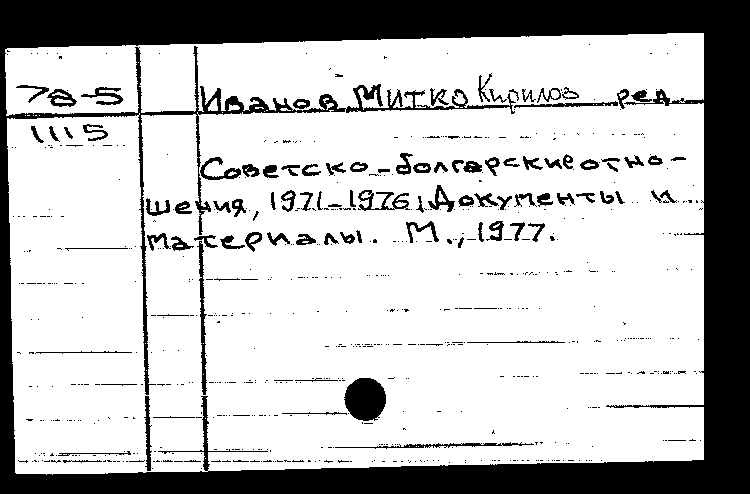 78-5 Иванов Митко Кирилов ред.
1115
Советско-болгарские отно-
шения, 1971-1976; Документы и
материалы. М., 1977.